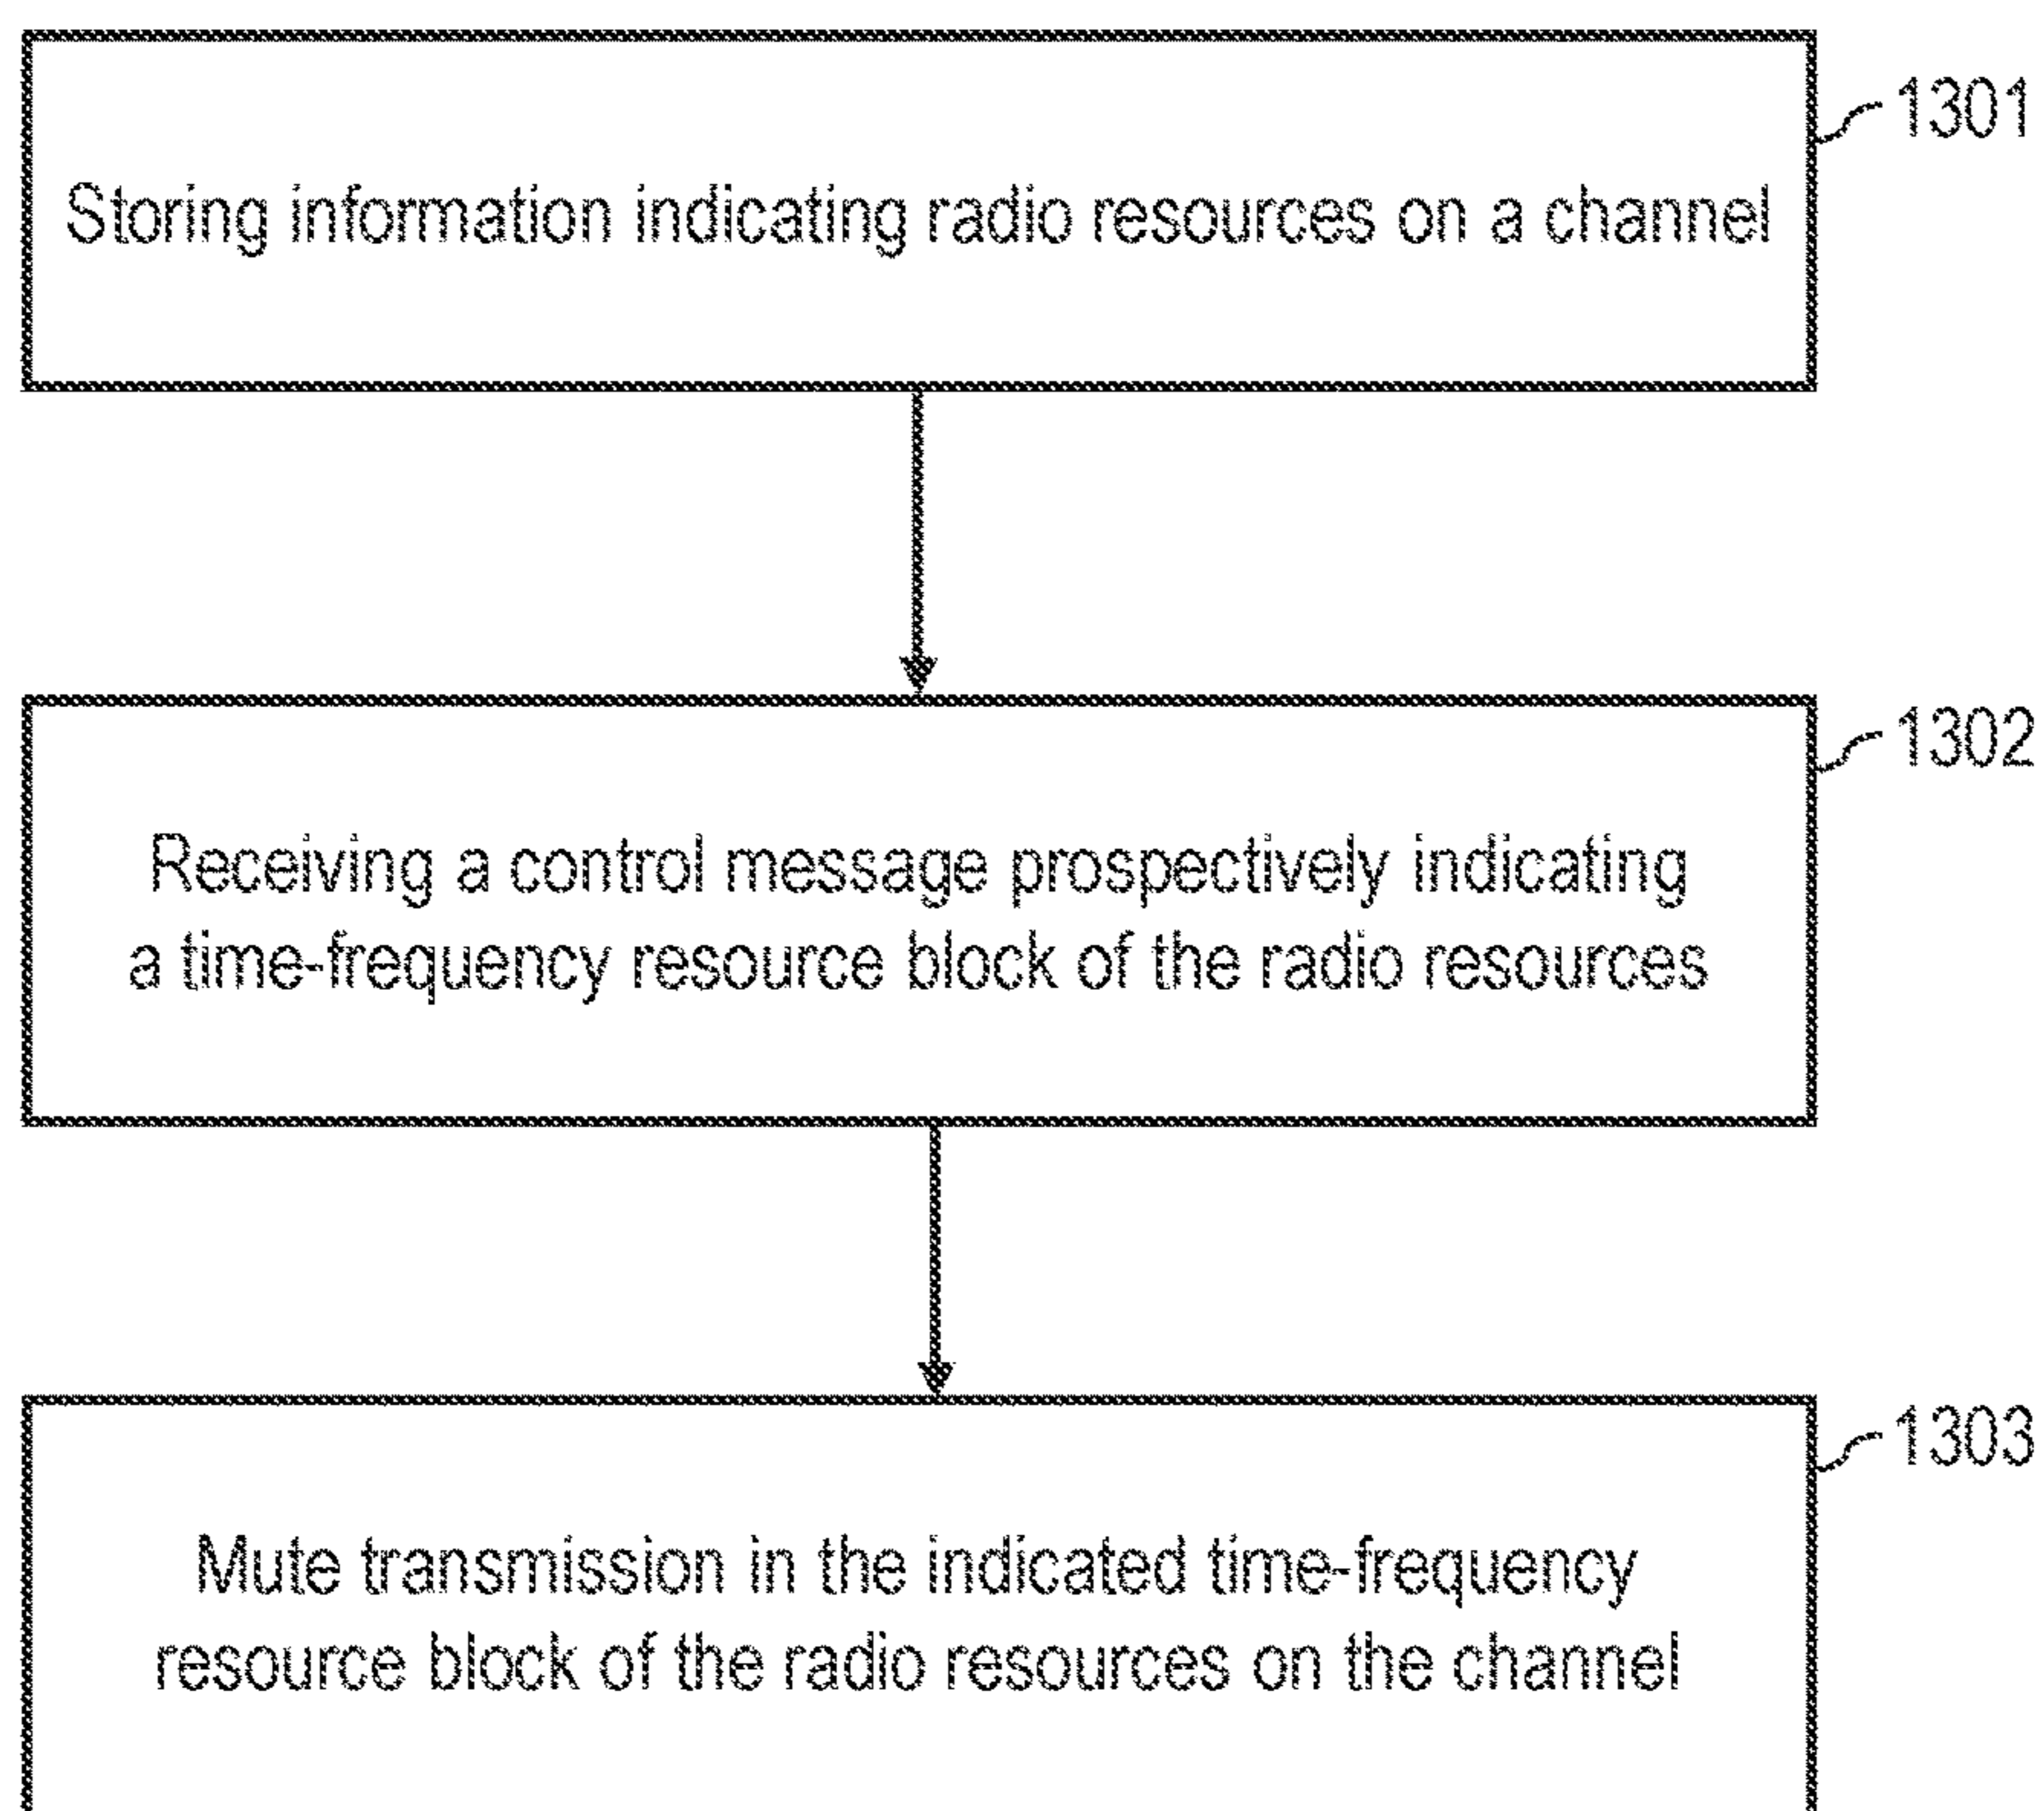 1301
Storing information indicating radio resources on a channel
1302
Receiving a control message prospectively indicating
a time-frequency resource block of the radio resources
1303
Mute transmission in the indicated time-frequency
resource block of the radio resources on the channel